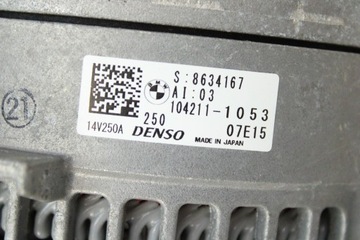 21
S:8634167
AI:03
104211-1053
250 07E15
14V250A DENSO MADE IN JAPAN